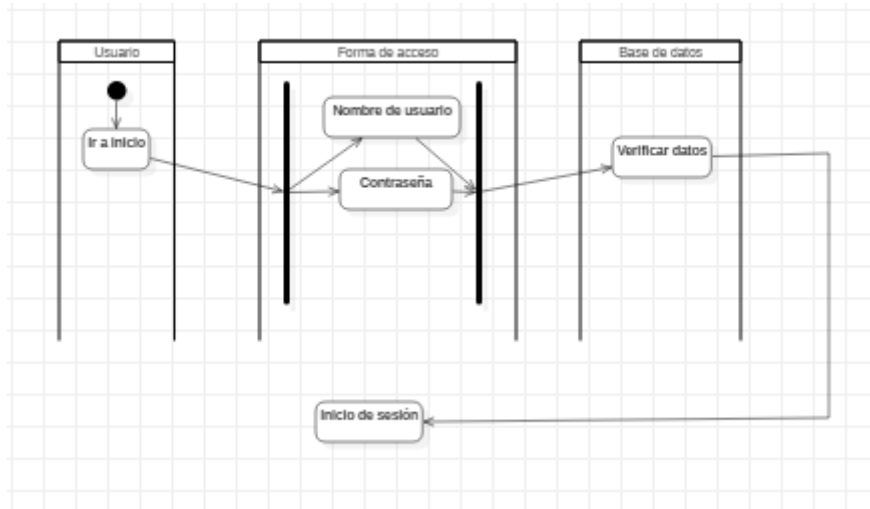 Usuario
Forma de acceso
Base de datos
Ir a inicio
Nombre de usuario
Contraseña
Verificar datos
Inicio de sesión